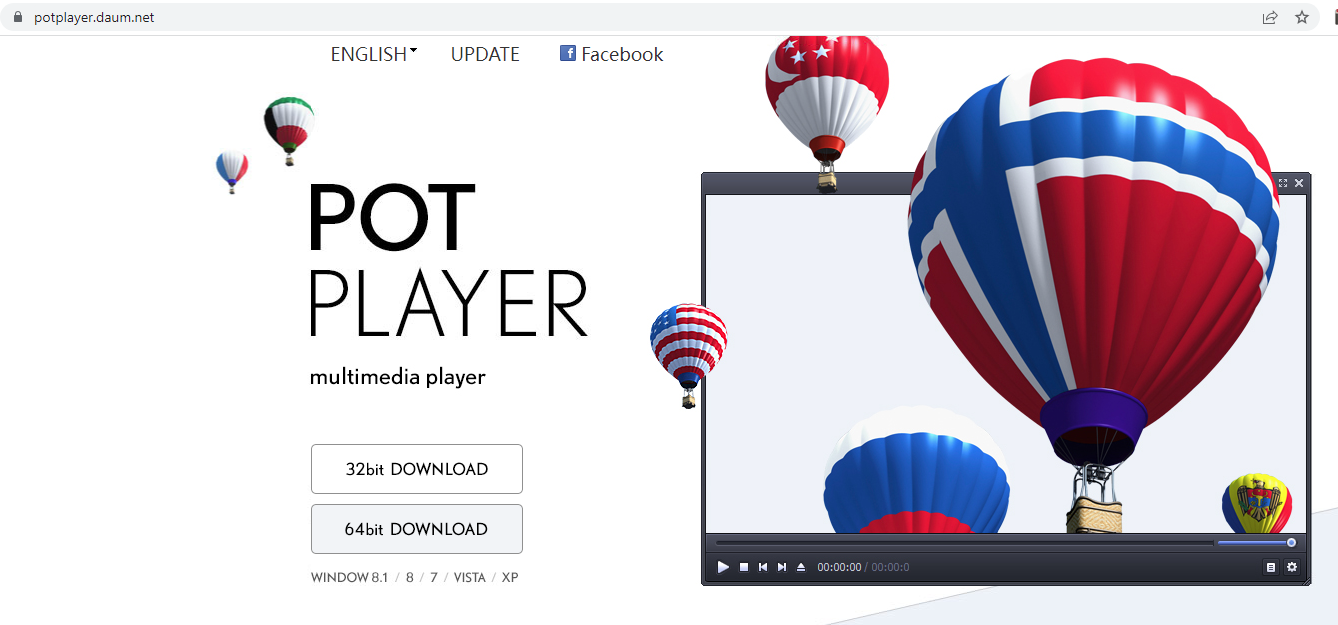 potplayer.daum.net
ENGLISH UPDATE Facebook
POT
PLAYER
multimedia player
32bit DOWNLOAD
64bit DOWNLOAD
WINDOW 8.1 / 8 / 7 / VISTA / XP
00:00:00 / 00:00:0